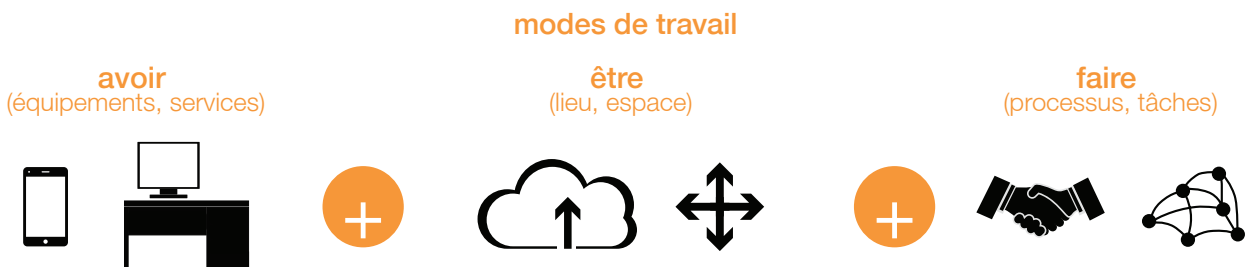 modes de travail
avoir
(équipements, services)
être
(lieu, espace)
faire
(processus, tâches)
+
+